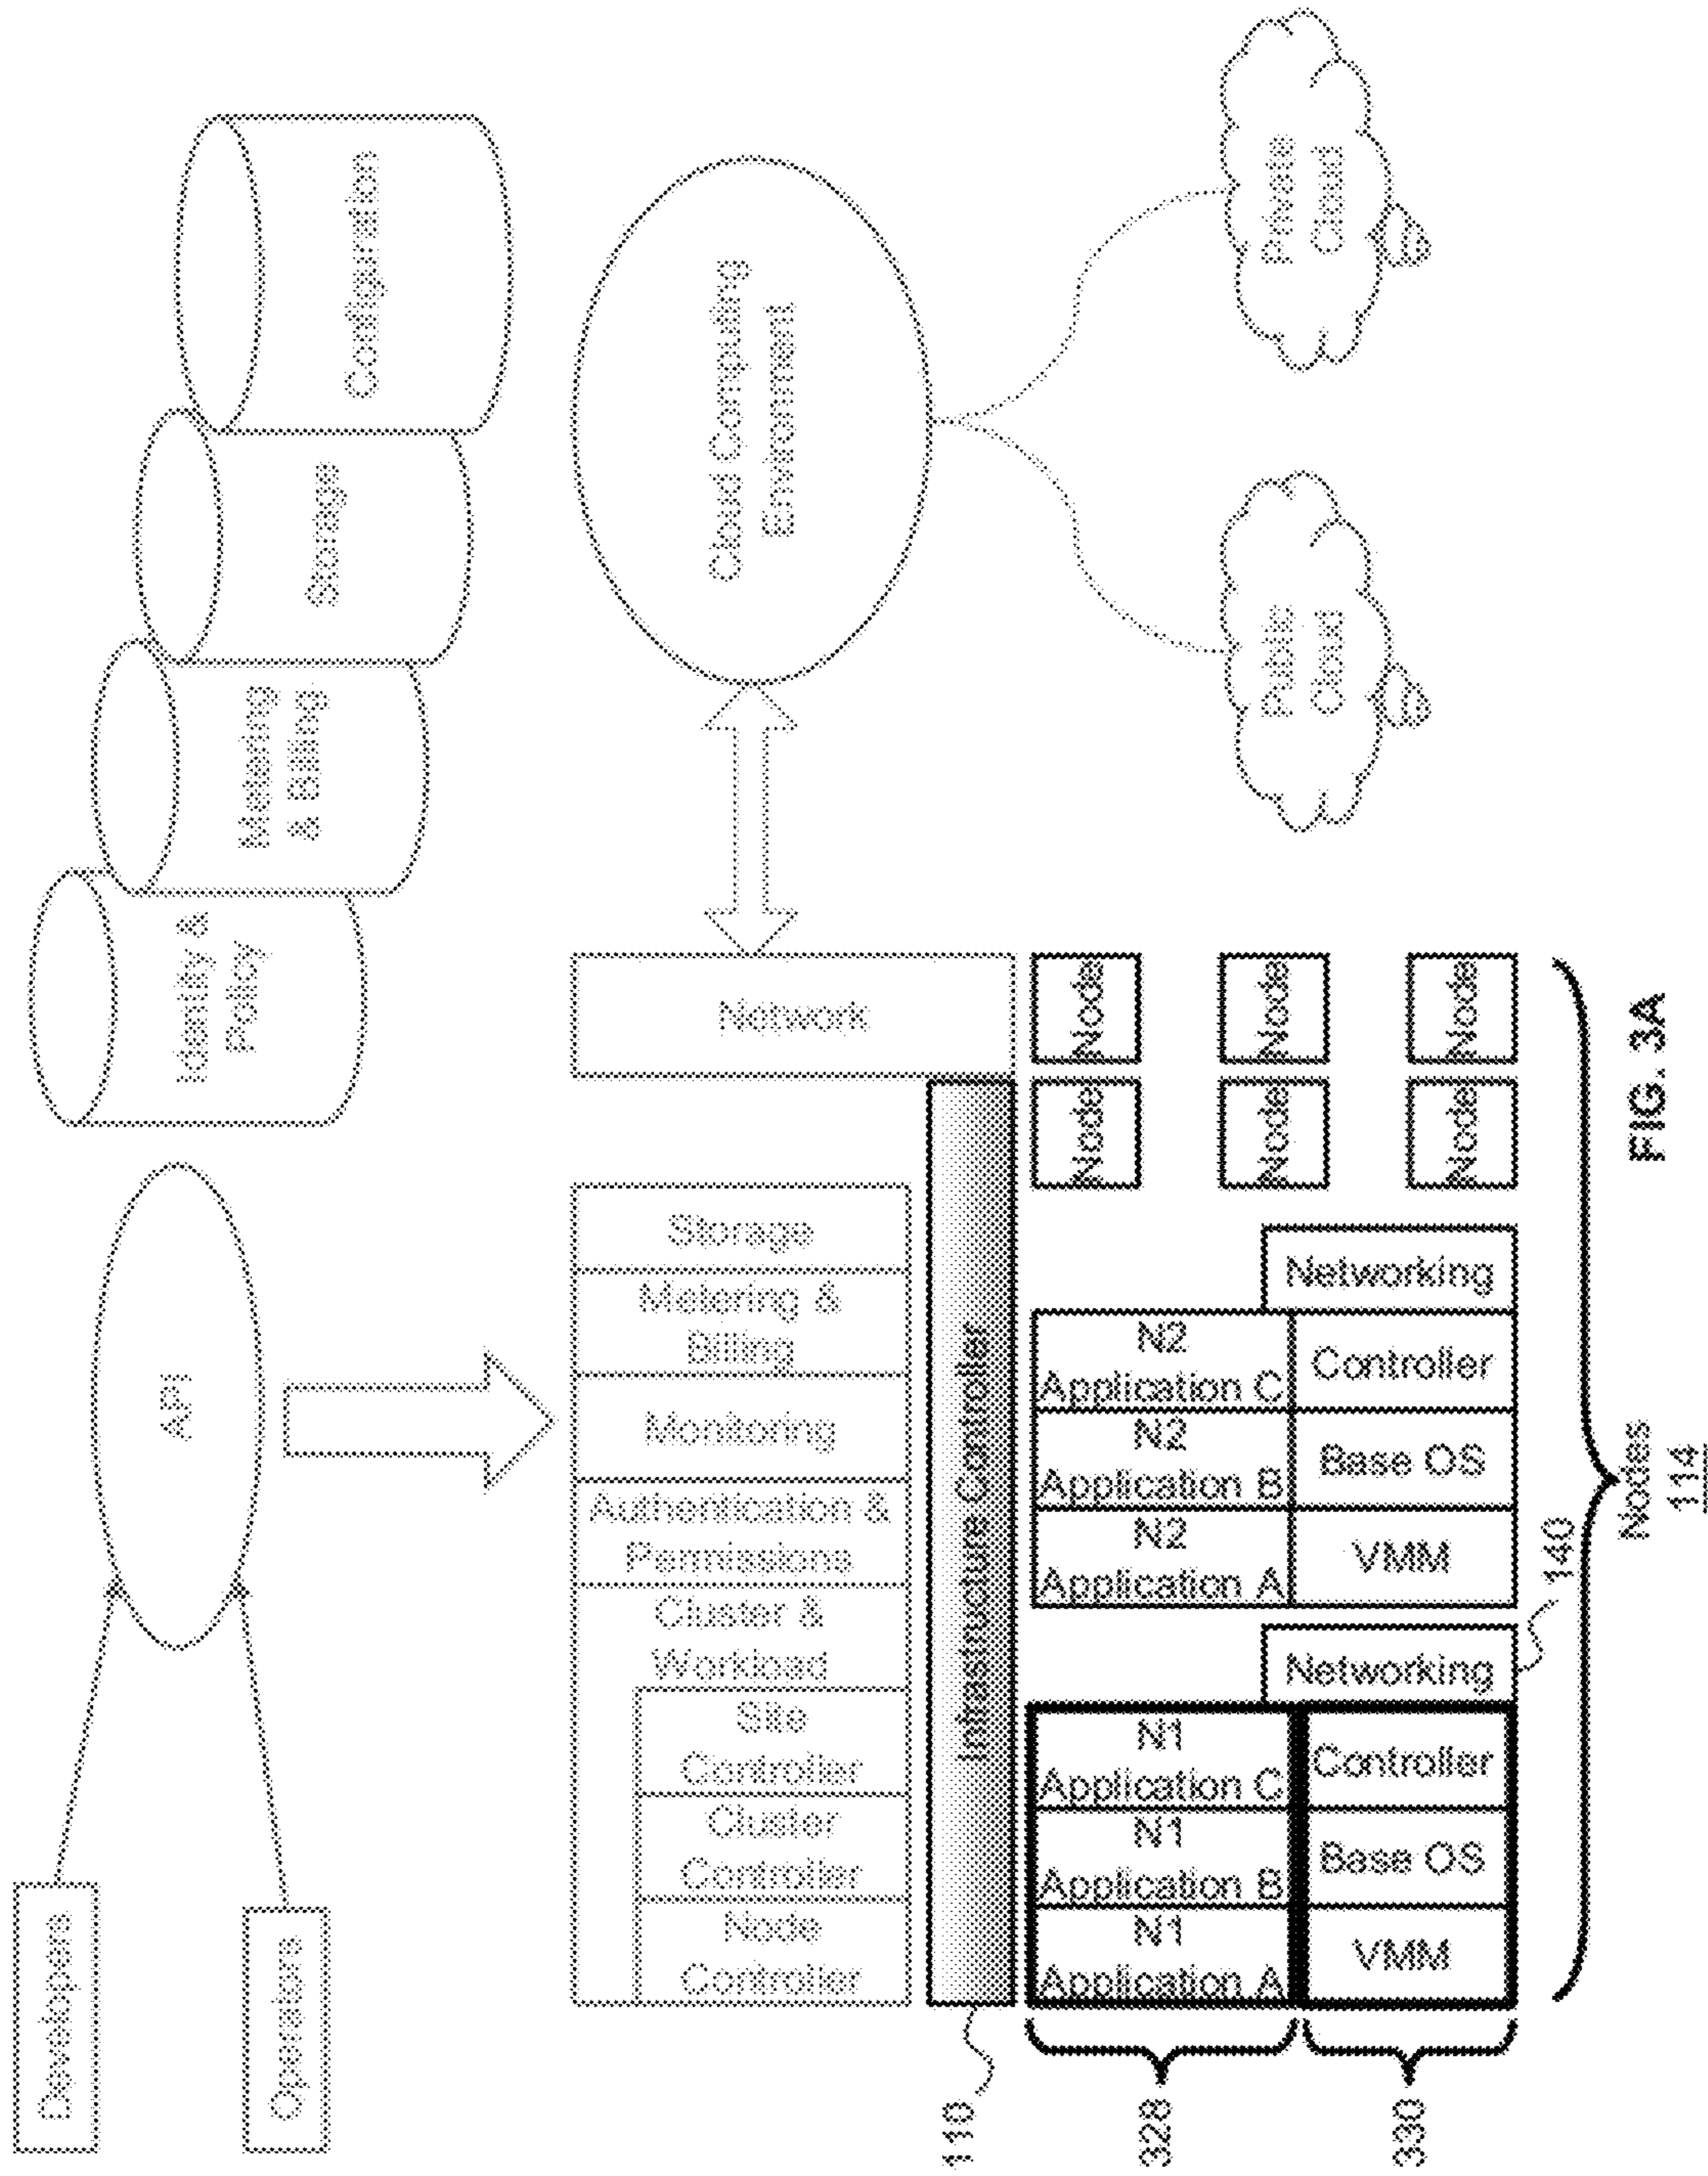 Developers
Operations
API
Identity &
Policy
Metering
& Billing
Storage
Configuration
Node
Controller
Cluster
Controller
Site
Controller
Cluster &
Workload
Authentication &
Permissions
Monitoring
Metering &
Billing
Storage
Network
Cloud Computing
Environment
110
Infrastructure Controller
328
N1
Application A
N1
Application B
N1
Application C
N2
Application A
N2
Application B
N2
Application C
Node
Node
Node
Node
Node
Node
330
VMM
Base OS
Controller
Networking
VMM
Base OS
Controller
Networking
140
Public
Cloud
Private
Cloud
Nodes
114
FIG. 3A